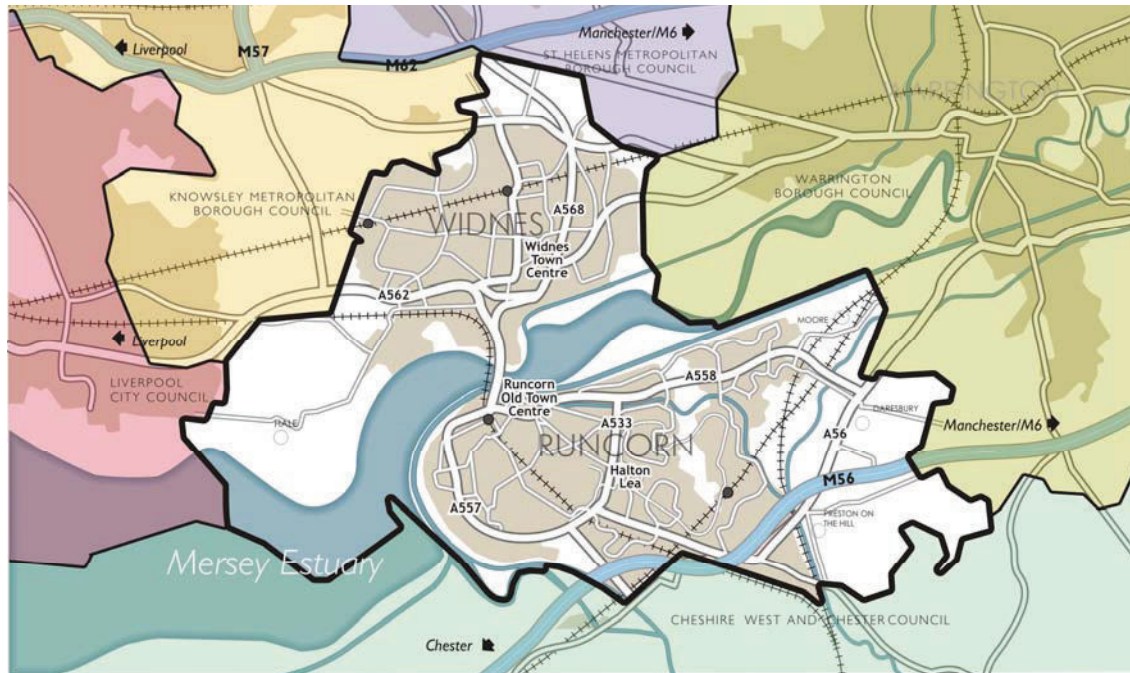 Liverpool
M57
Manchester/M6
M62
ST HELENS METROPOLITAN
BOROUGH COUNCIL
WARRINGTON
KNOWSLEY METROPOLITAN
BOROUGH COUNCIL
WARRINGTON
BOROUGH COUNCIL
WIDNES
A568
Widnes
Town
Centre
A562
MOORE
Liverpool
LIVERPOOL
CITY COUNCIL
A558
Runcorn
Old Town
Centre
HALE
A533
DARESBURY
A56
Manchester/M6
RUNCORN
Halton
Lea
M56
A557
PRESTON ON
THE HILL
Mersey Estuary
CHESHIRE WEST AND CHESTER COUNCIL
Chester